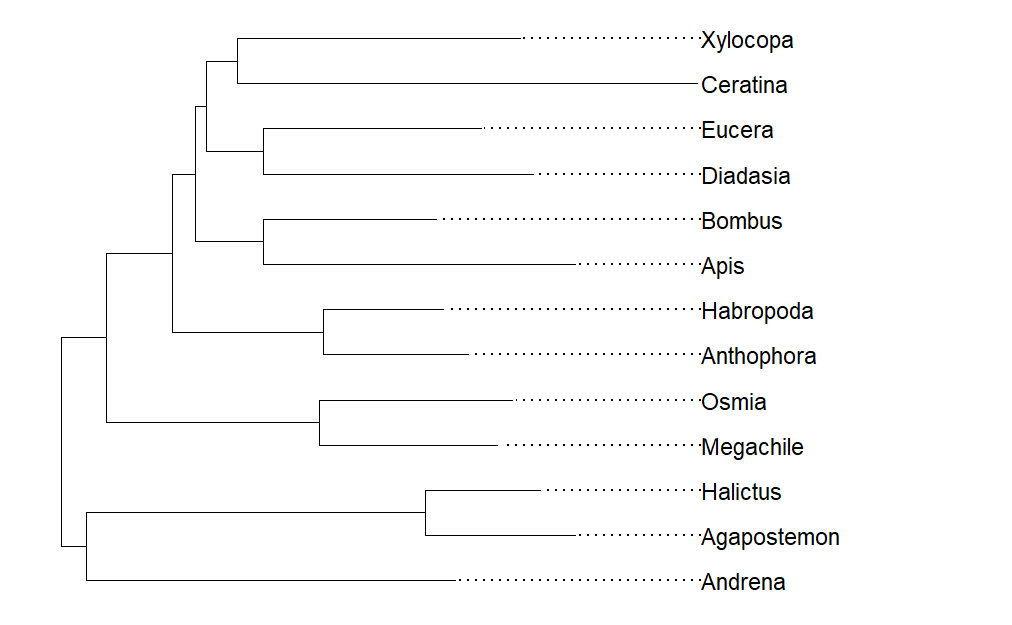 Xylocopa
Ceratina
Eucera
Diadasia
Bombus
Apis
Habropoda
Anthophora
Osmia
Megachile
Halictus
Agapostemon
Andrena